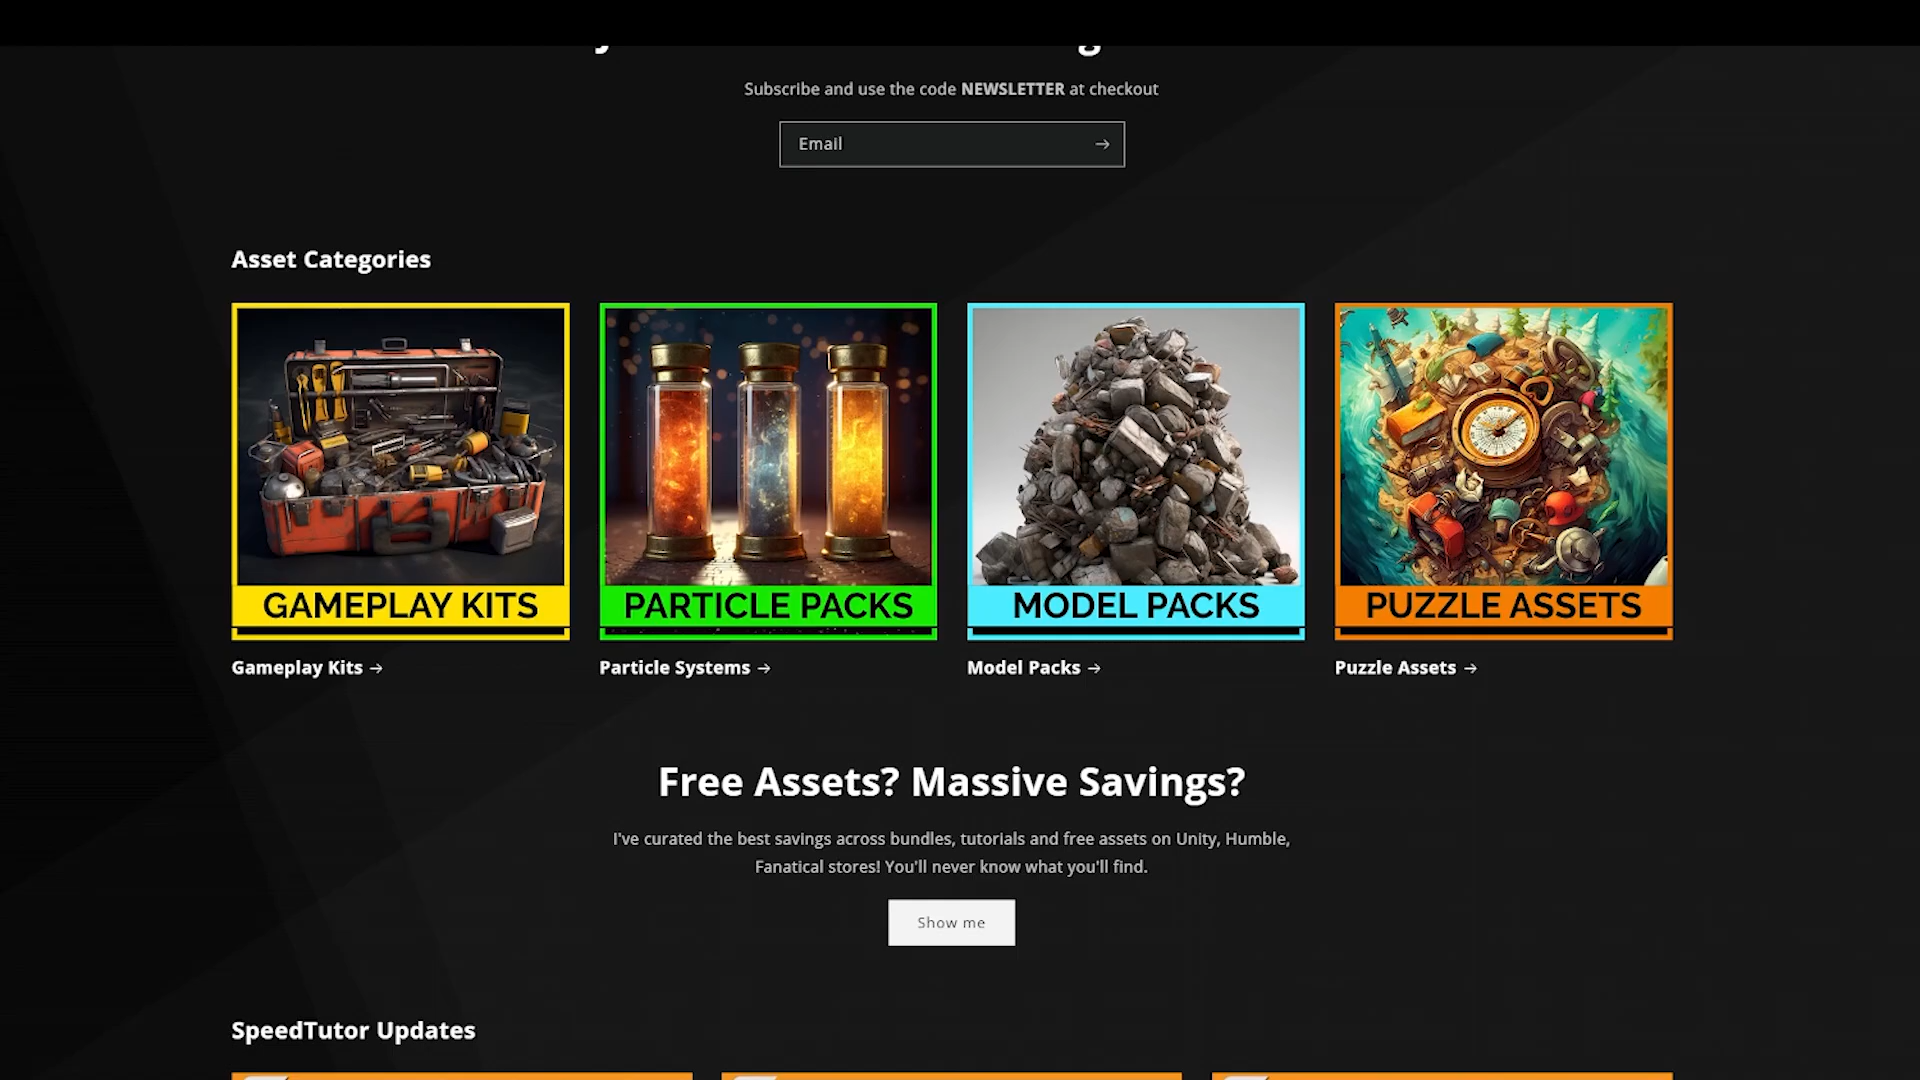 Subscribe and use the code NEWSLETTER at checkout
Email
Asset Categories
GAMEPLAY KITS
PARTICLE PACKS
MODEL PACKS
PUZZLE ASSETS
Gameplay Kits
Particle Systems
Model Packs
Puzzle Assets
Free Assets? Massive Savings?
I've curated the best savings across bundles, tutorials and free assets on Unity, Humble,
Fanatical stores! You'll never know what you'll find.
Show me
SpeedTutor Updates